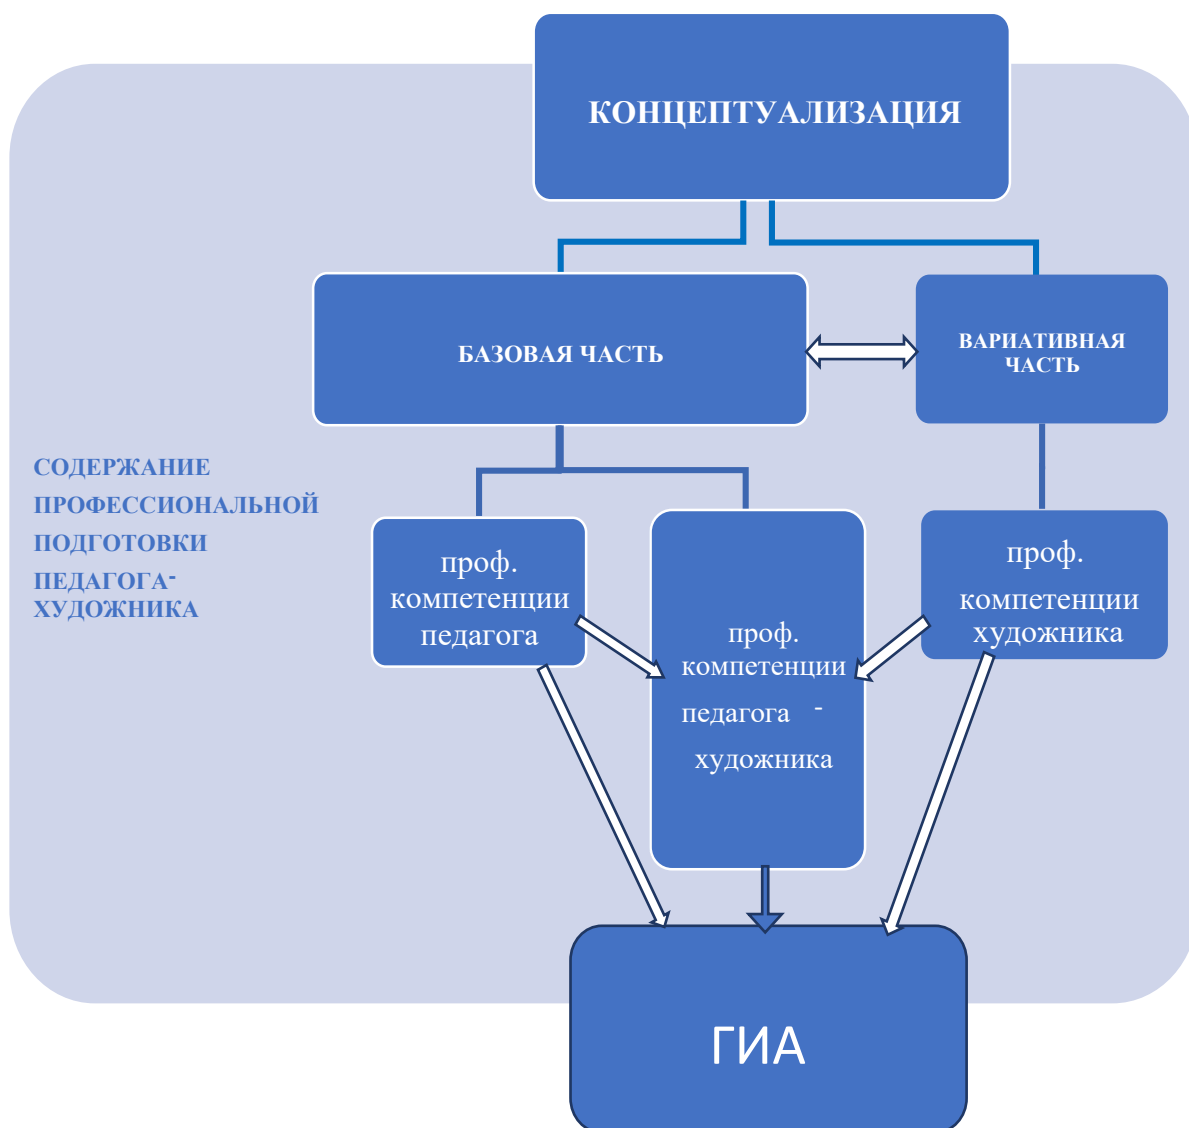 КОНЦЕПТУАЛИЗАЦИЯ
БАЗОВАЯ ЧАСТЬ
ВАРИАТИВНАЯ
ЧАСТЬ
СОДЕРЖАНИЕ
ПРОФЕССИОНАЛЬНОЙ
ПОДГОТОВКИ
ПЕДАГОГА-
ХУДОЖНИКА
проф.
компетенции
педагога
проф.
компетенции
педагога -
художника
проф.
компетенции
художника
ГИА